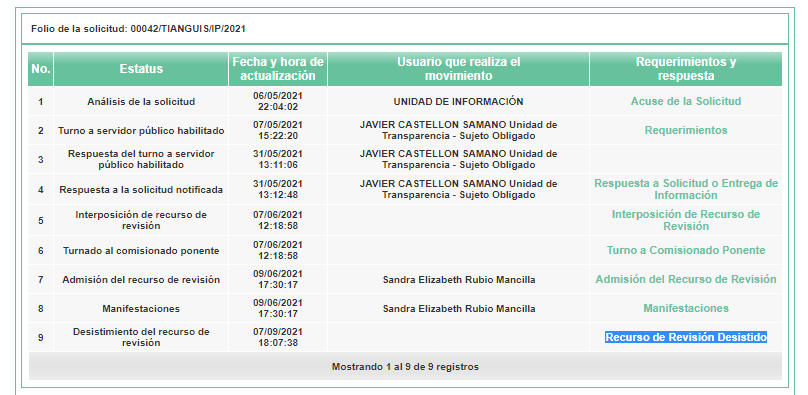 Folio de la solicitud: 00042/TIANGUIS/IP/2021
No. Estatus Fecha y hora de actualización Usuario que realiza el movimiento Requerimientos y respuesta
1 Análisis de la solicitud 06/05/2021 22:04:02 UNIDAD DE INFORMACIÓN Acuse de la Solicitud
2 Turno a servidor público habilitado 07/05/2021 15:22:20 JAVIER CASTELLON SAMANO Unidad de Transparencia - Sujeto Obligado Requerimientos
3 Respuesta del turno a servidor público habilitado 31/05/2021 13:11:06 JAVIER CASTELLON SAMANO Unidad de Transparencia - Sujeto Obligado
4 Respuesta a la solicitud notificada 31/05/2021 13:12:48 JAVIER CASTELLON SAMANO Unidad de Transparencia - Sujeto Obligado Respuesta a Solicitud o Entrega de Información
5 Interposición de recurso de revisión 07/06/2021 12:18:58 Interposición de Recurso de Revisión
6 Turnado al comisionado ponente 07/06/2021 12:18:58 Turno a Comisionado Ponente
7 Admisión del recurso de revisión 09/06/2021 17:30:17 Sandra Elizabeth Rubio Mancilla Admisión del Recurso de Revisión
8 Manifestaciones 09/06/2021 17:30:17 Sandra Elizabeth Rubio Mancilla Manifestaciones
9 Desistimiento del recurso de revisión 07/09/2021 18:07:38 Recurso de Revisión Desistido
Mostrando 1 al 9 de 9 registros